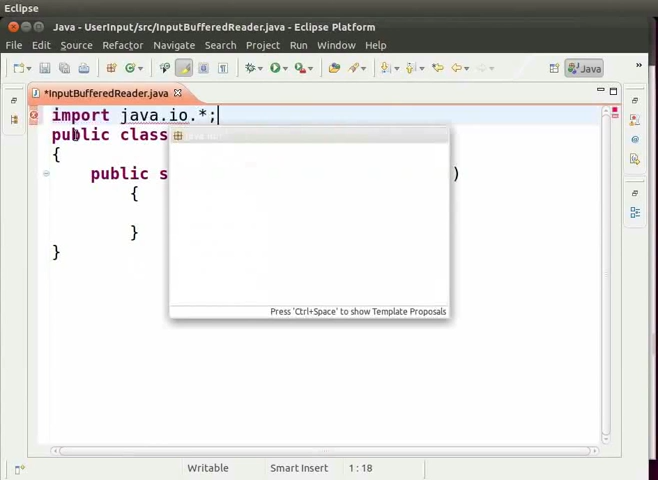 Eclipse
Java - UserInput/src/InputBufferedReader.java - Eclipse Platform
File Edit Source Refactor Navigate Search Project Run Window Help
Java
*InputBufferedReader.java
import java.io.*;
public class
{
public s )
{
}
}
Press 'Ctrl+Space' to show Template Proposals
Writable Smart Insert 1 : 18